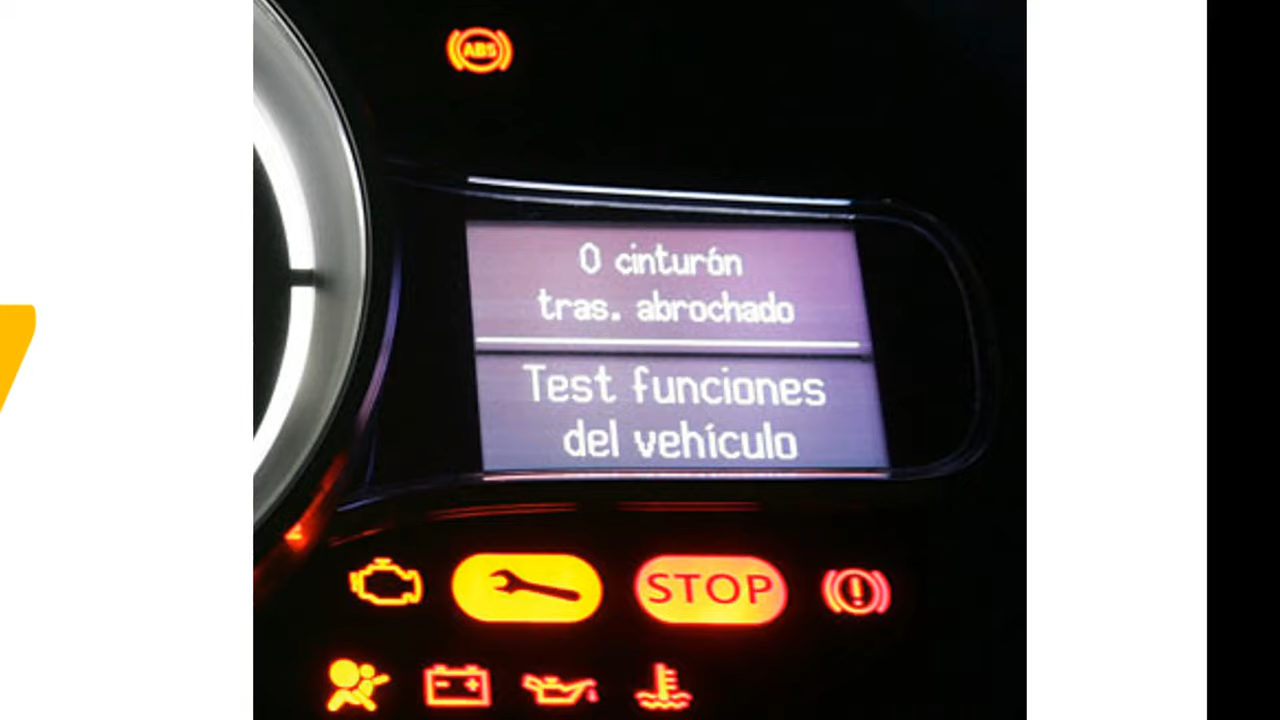 ABS
0 cinturón
tras. abrochado
Test funciones
del vehículo
STOP